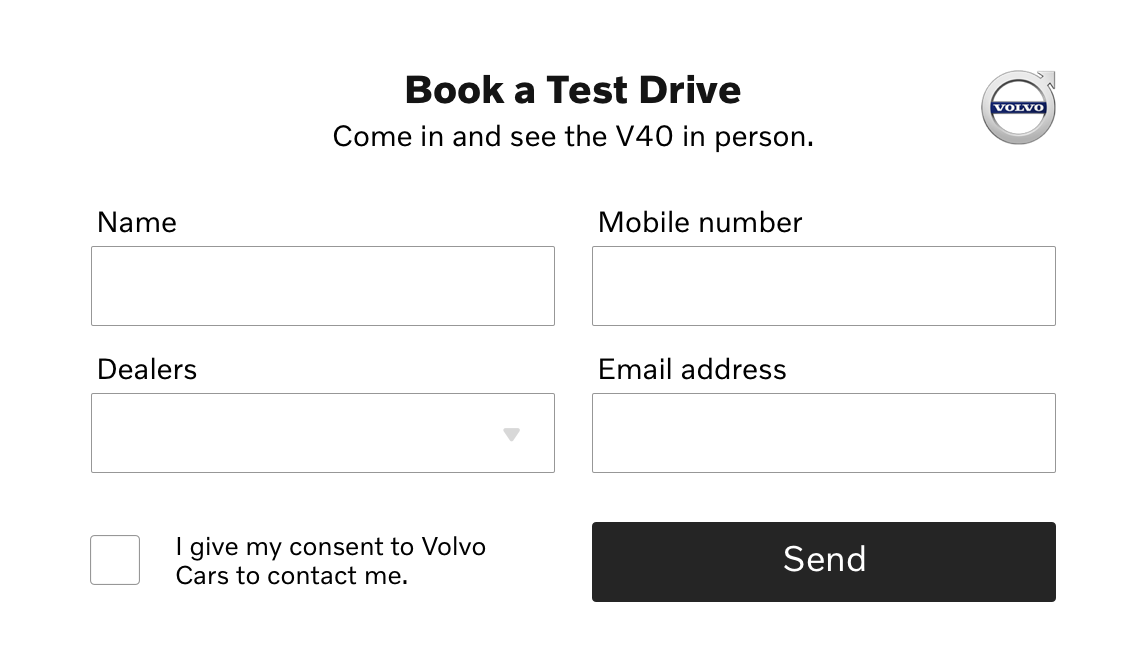 Book a Test Drive
VOLVO
Come in and see the V40 in person.
Name
Mobile number
Dealers
Email address
I give my consent to Volvo
Cars to contact me.
Send